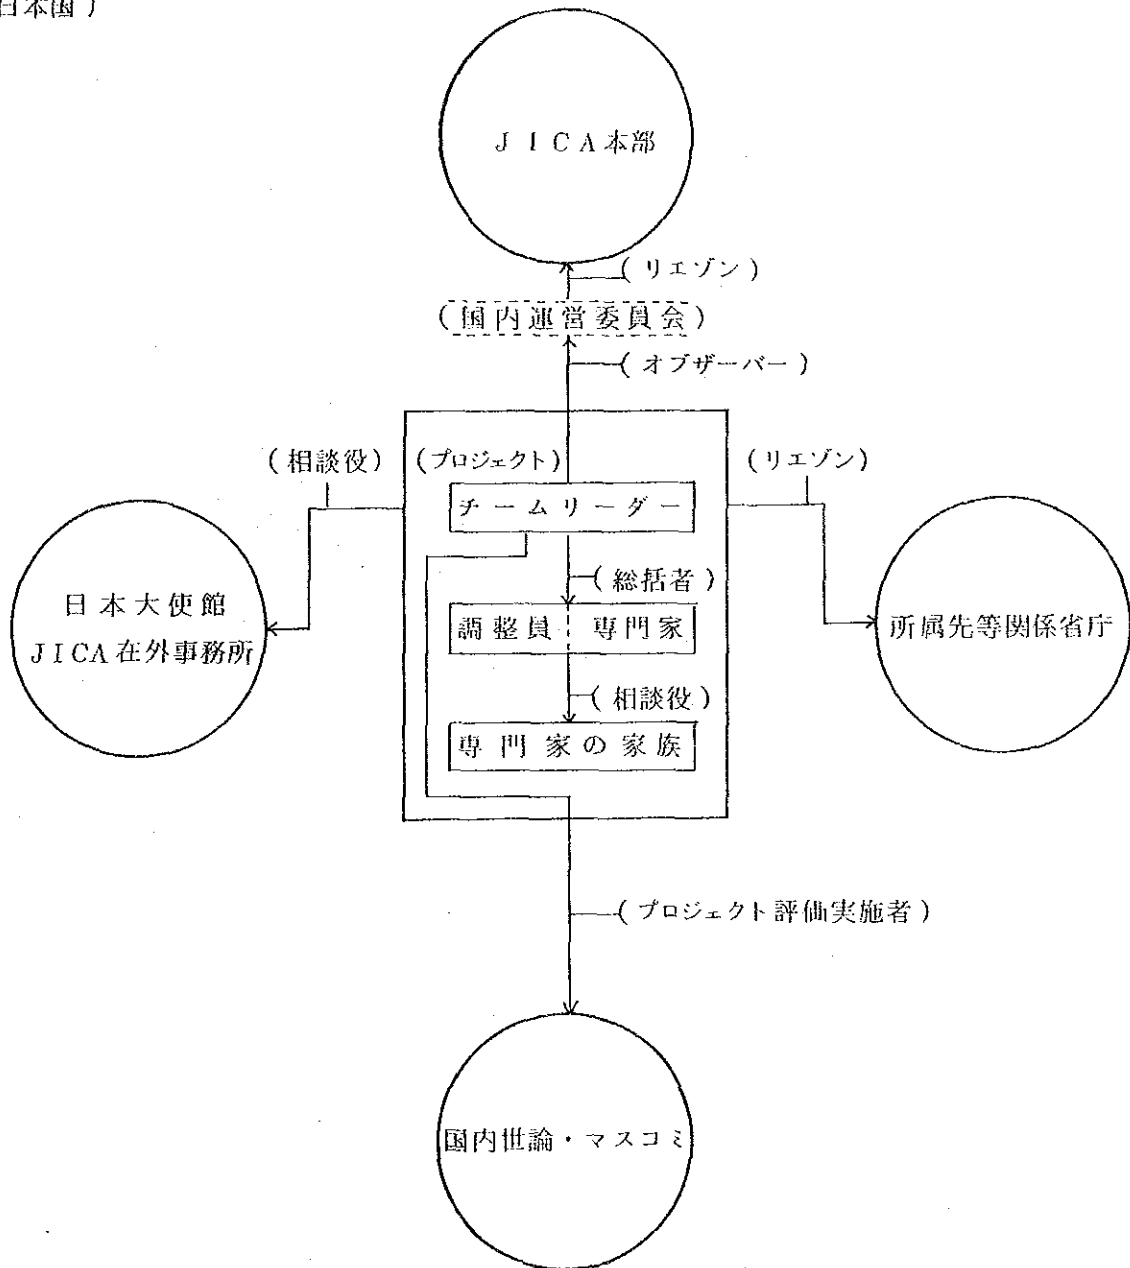 日本国）
JICA本部
（リエゾン）
（国内運営委員会）
（オブザーバー）
（相談役）
（プロジェクト）
（リエゾン）
チームリーダー
（総括者）
日本大使館
JICA在外事務所
調整員 専門家
所属先等関係省庁
（相談役）
専門家の家族
（プロジェクト評価実施者）
国内世論・マスコミ